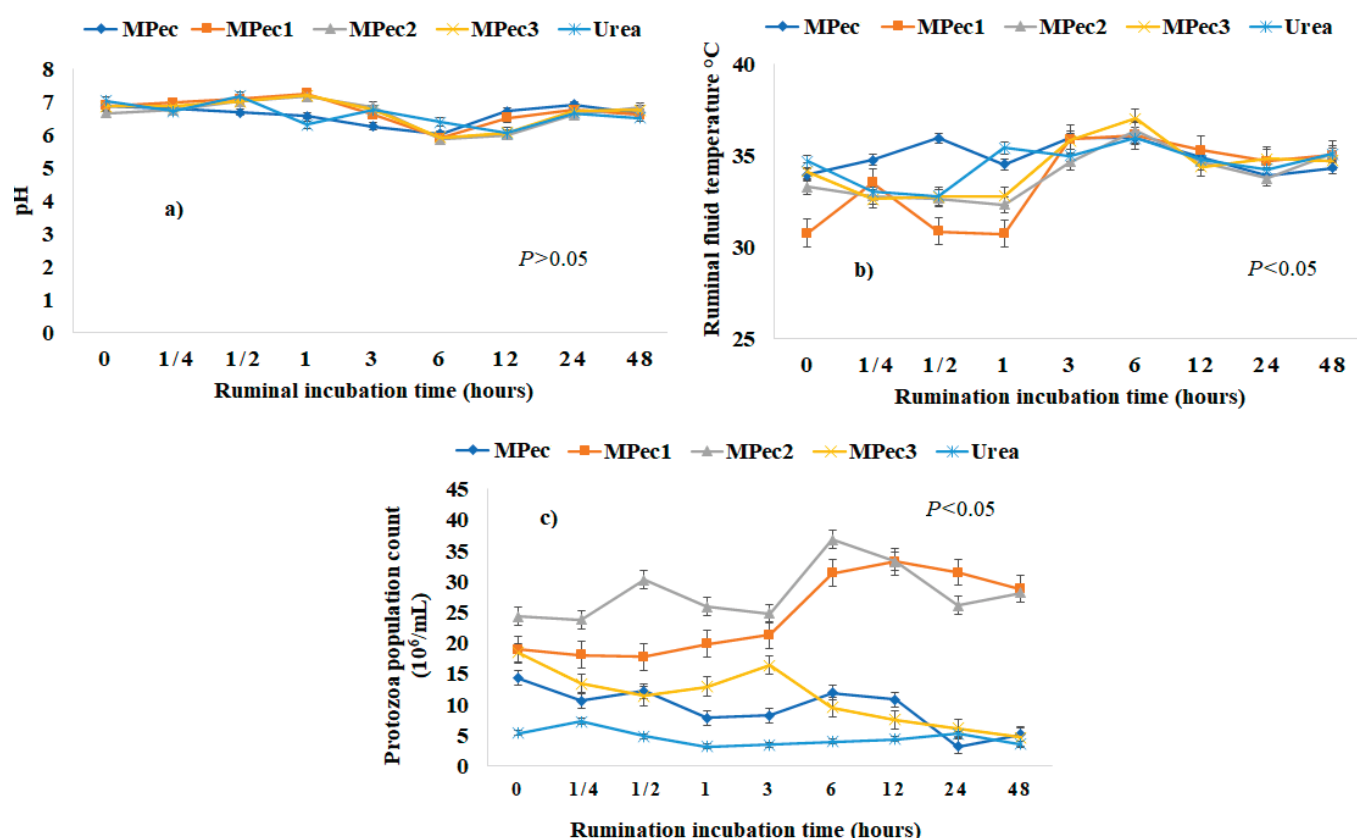 MPec MPec1 MPec2 MPec3 Urea
8
7
6
5
4
3
2
1
0
pH
a)
P>0.05
0 1/4 1/2 1 3 6 12 24 48
Ruminal incubation time (hours)
MPec MPec1 MPec2 MPec3 Urea
40
35
30
25
Ruminal fluid temperature °C
b)
P<0.05
0 1/4 1/2 1 3 6 12 24 48
Rumination incubation time (hours)
MPec MPec1 MPec2 MPec3 Urea
45
40
35
30
25
20
15
10
5
0
Protozoa population count
(10⁶/mL)
c)
P<0.05
0 1/4 1/2 1 3 6 12 24 48
Rumination incubation time (hours)